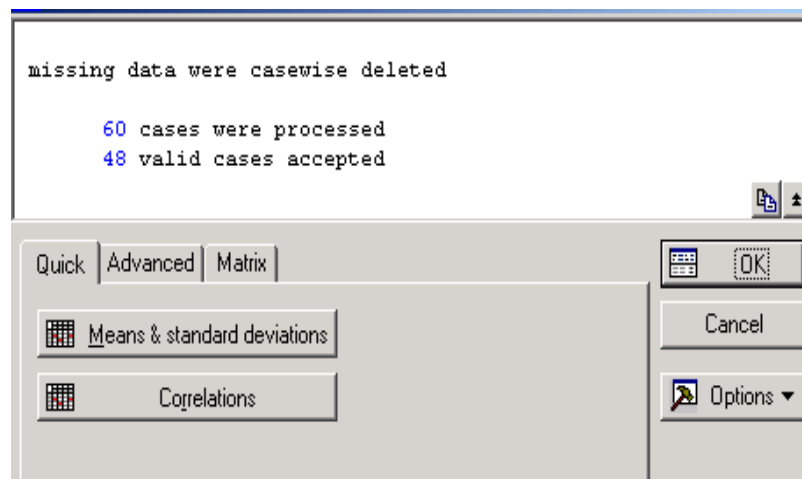 missing data were casewise deleted
60 cases were processed
48 valid cases accepted
Quick Advanced Matrix
OK
Means & standard deviations
Cancel
Correlations
Options